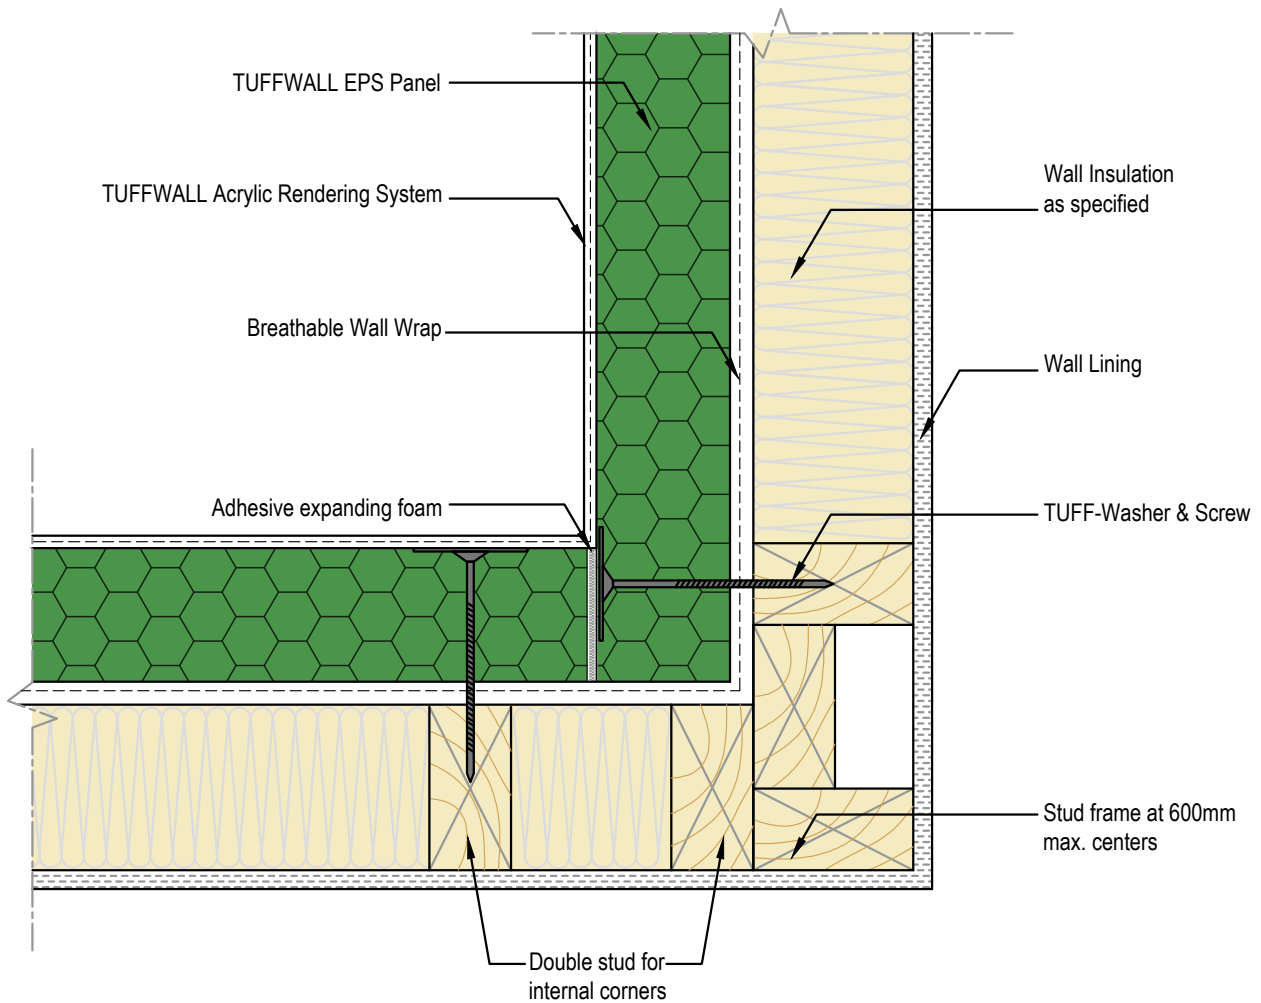 TUFFWALL EPS Panel
TUFFWALL Acrylic Rendering System
Breathable Wall Wrap
Adhesive expanding foam
Wall Insulation
as specified
Wall Lining
TUFF-Washer & Screw
Stud frame at 600mm
max. centers
Double stud for
internal corners